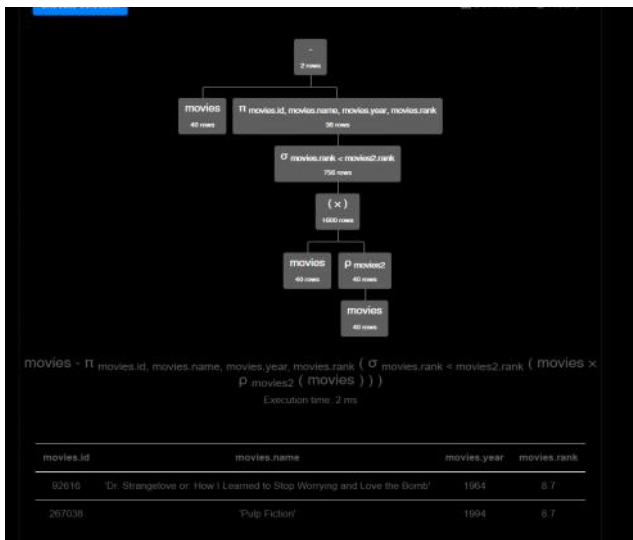 -
2 rows
movies
40 rows
π movies.id, movies.name, movies.year, movies.rank
38 rows
σ movies.rank < movies2.rank
756 rows
( × )
1600 rows
movies
40 rows
ρ movies2
40 rows
movies
40 rows
movies - π movies.id, movies.name, movies.year, movies.rank ( σ movies.rank < movies2.rank ( movies ×
ρ movies2 ( movies ) ) )
Execution time: 2 ms
movies.id movies.name movies.year movies.rank
92616 'Dr. Strangelove or: How I Learned to Stop Worrying and Love the Bomb' 1964 8.7
267038 'Pulp Fiction' 1994 8.7